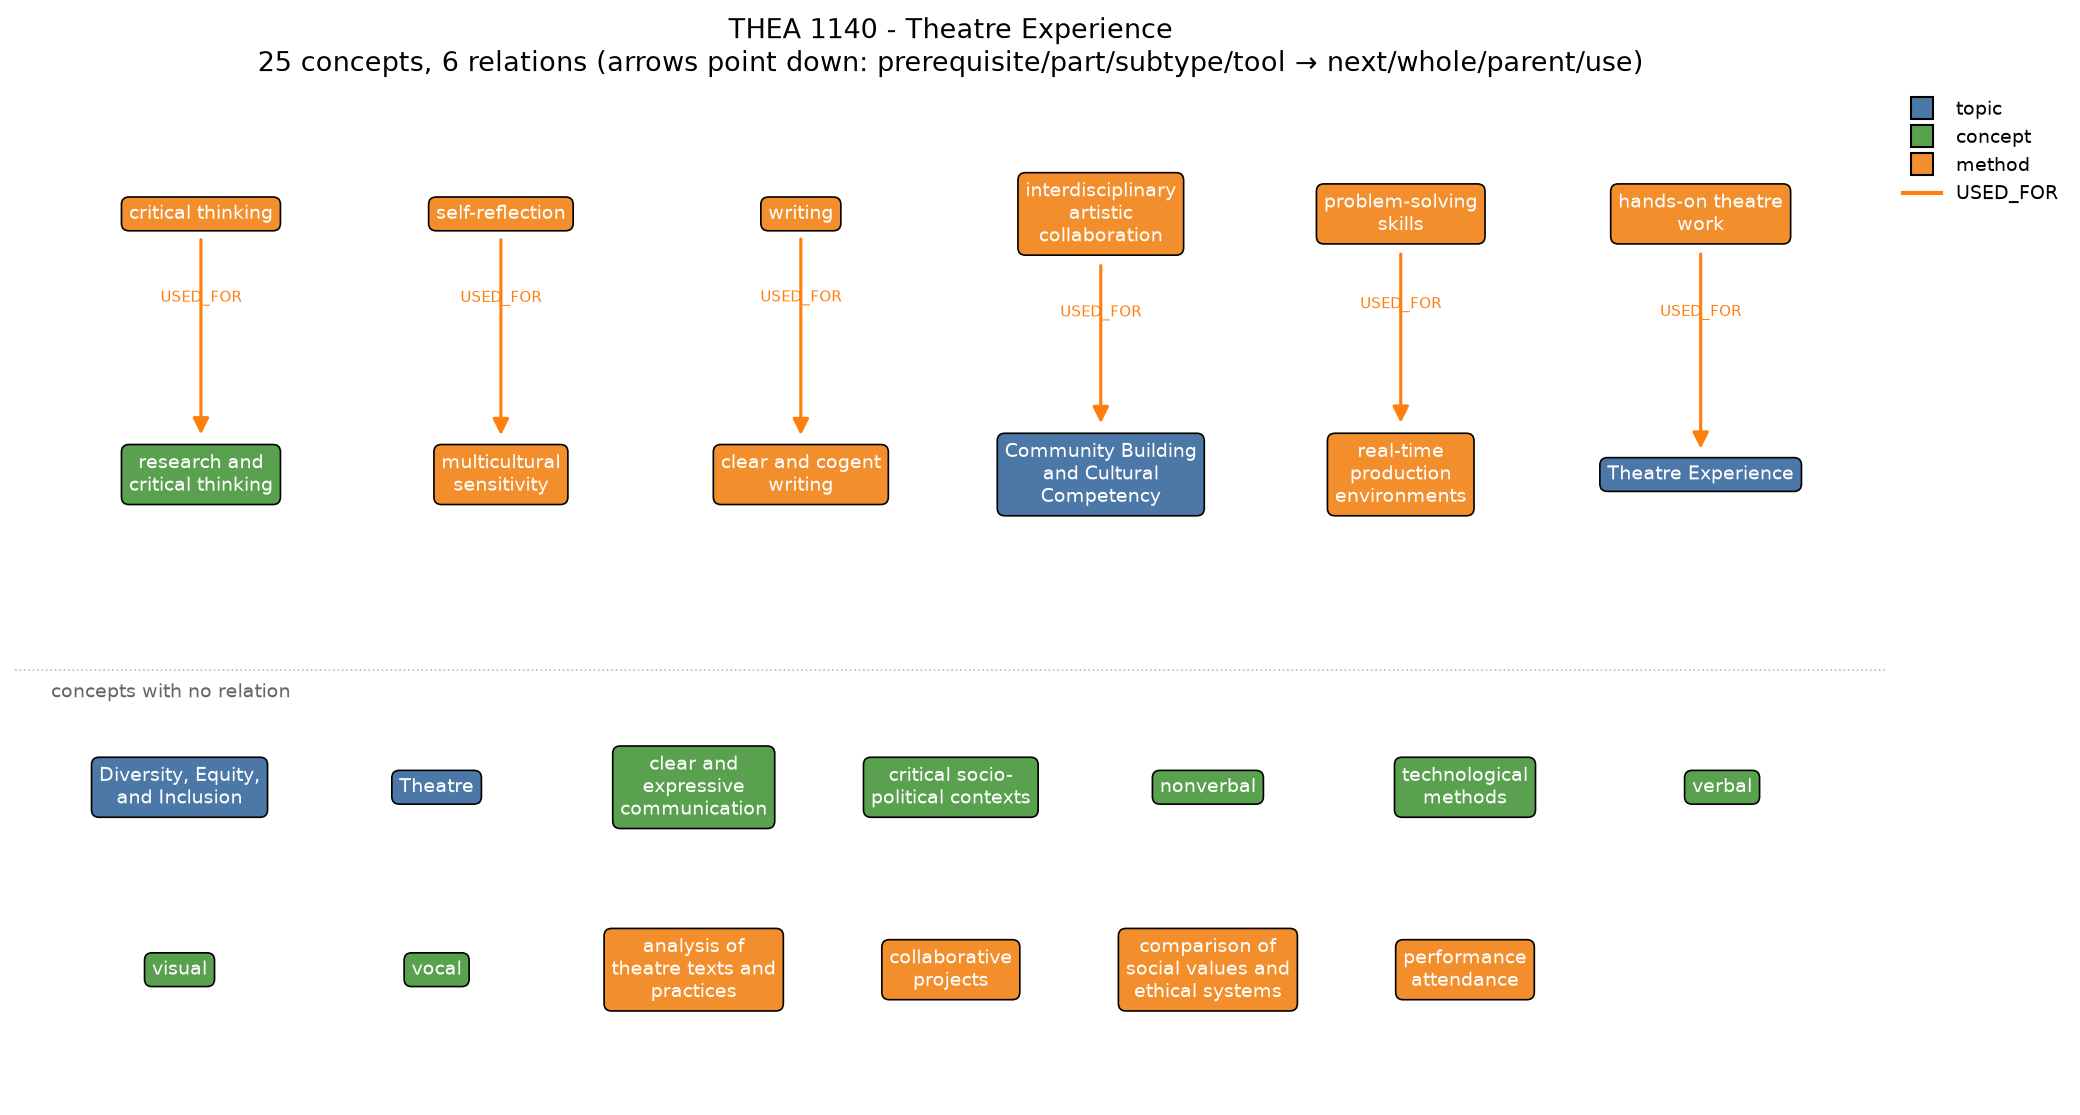 THEA 1140 - Theatre Experience
25 concepts, 6 relations (arrows point down: prerequisite/part/subtype/tool → next/whole/parent/use)
topic
concept
method
USED_FOR
critical thinking
self-reflection
writing
interdisciplinary
artistic
collaboration
problem-solving
skills
hands-on theatre
work
USED_FOR
USED_FOR
USED_FOR
USED_FOR
USED_FOR
USED_FOR
research and
critical thinking
multicultural
sensitivity
clear and cogent
writing
Community Building
and Cultural
Competency
real-time
production
environments
Theatre Experience
concepts with no relation
Diversity, Equity,
and Inclusion
Theatre
clear and
expressive
communication
critical socio-
political contexts
nonverbal
technological
methods
verbal
visual
vocal
analysis of
theatre texts and
practices
collaborative
projects
comparison of
social values and
ethical systems
performance
attendance